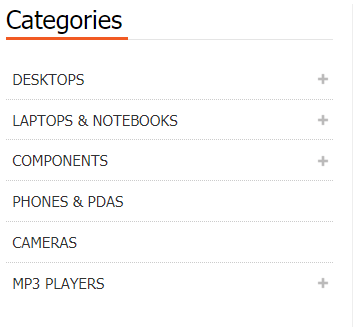 Categories
DESKTOPS +
LAPTOPS & NOTEBOOKS +
COMPONENTS +
PHONES & PDAS
CAMERAS
MP3 PLAYERS +